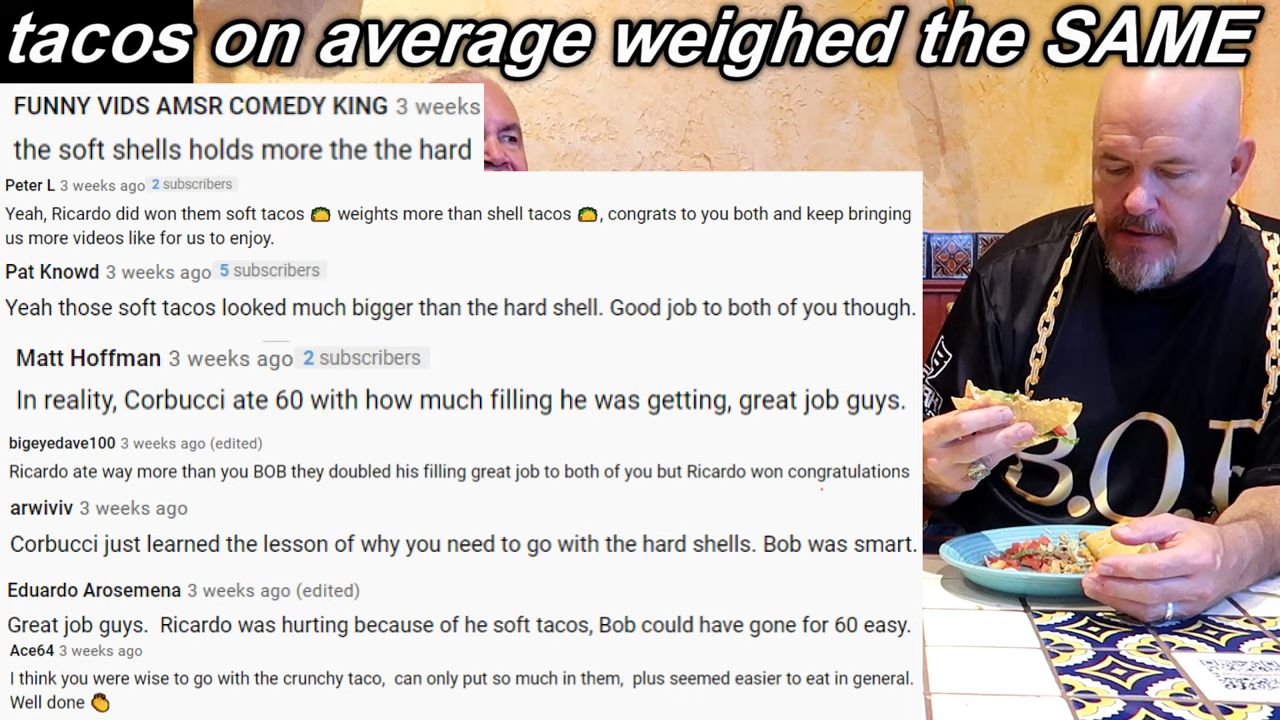 tacos on average weighed the SAME
FUNNY VIDS AMSR COMEDY KING 3 weeks
the soft shells holds more the the hard
Peter L 3 weeks ago 2 subscribers
Yeah, Ricardo did won them soft tacos 🌮 weights more than shell tacos 🌮, congrats to you both and keep bringing
us more videos like for us to enjoy.
Pat Knowd 3 weeks ago 5 subscribers
Yeah those soft tacos looked much bigger than the hard shell. Good job to both of you though.
Matt Hoffman 3 weeks ago 2 subscribers
In reality, Corbucci ate 60 with how much filling he was getting, great job guys.
bigeyedave100 3 weeks ago (edited)
Ricardo ate way more than you BOB they doubled his filling great job to both of you but Ricardo won congratulations
arwiviv 3 weeks ago
Corbucci just learned the lesson of why you need to go with the hard shells. Bob was smart.
Eduardo Arosemena 3 weeks ago (edited)
Great job guys. Ricardo was hurting because of he soft tacos, Bob could have gone for 60 easy.
Ace64 3 weeks ago
I think you were wise to go with the crunchy taco, can only put so much in them, plus seemed easier to eat in general.
Well done 👏
B.O.B